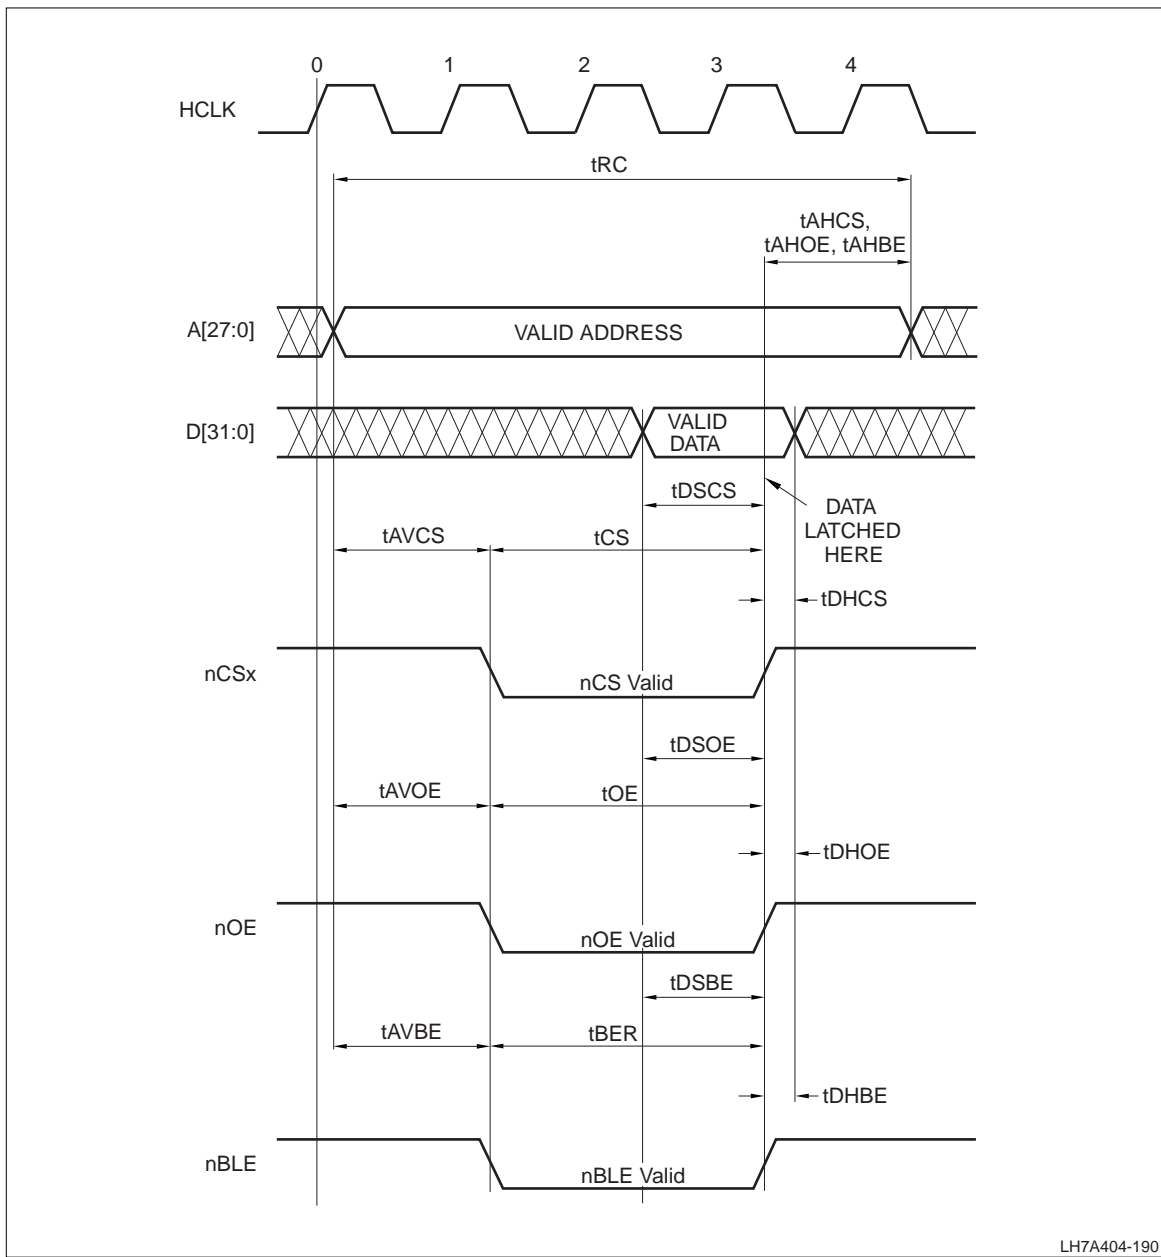 0 1 2 3 4
HCLK
tRC
tAHCS,
tAHOE, tAHBE
A[27:0]
VALID ADDRESS
D[31:0]
VALID
DATA
tDSCS
DATA
LATCHED
HERE
tAVCS
tCS
tDHCS
nCSx
nCS Valid
tDSOE
tAVOE
tOE
tDHOE
nOE
nOE Valid
tDSBE
tAVBE
tBER
tDHBE
nBLE
nBLE Valid
LH7A404-190